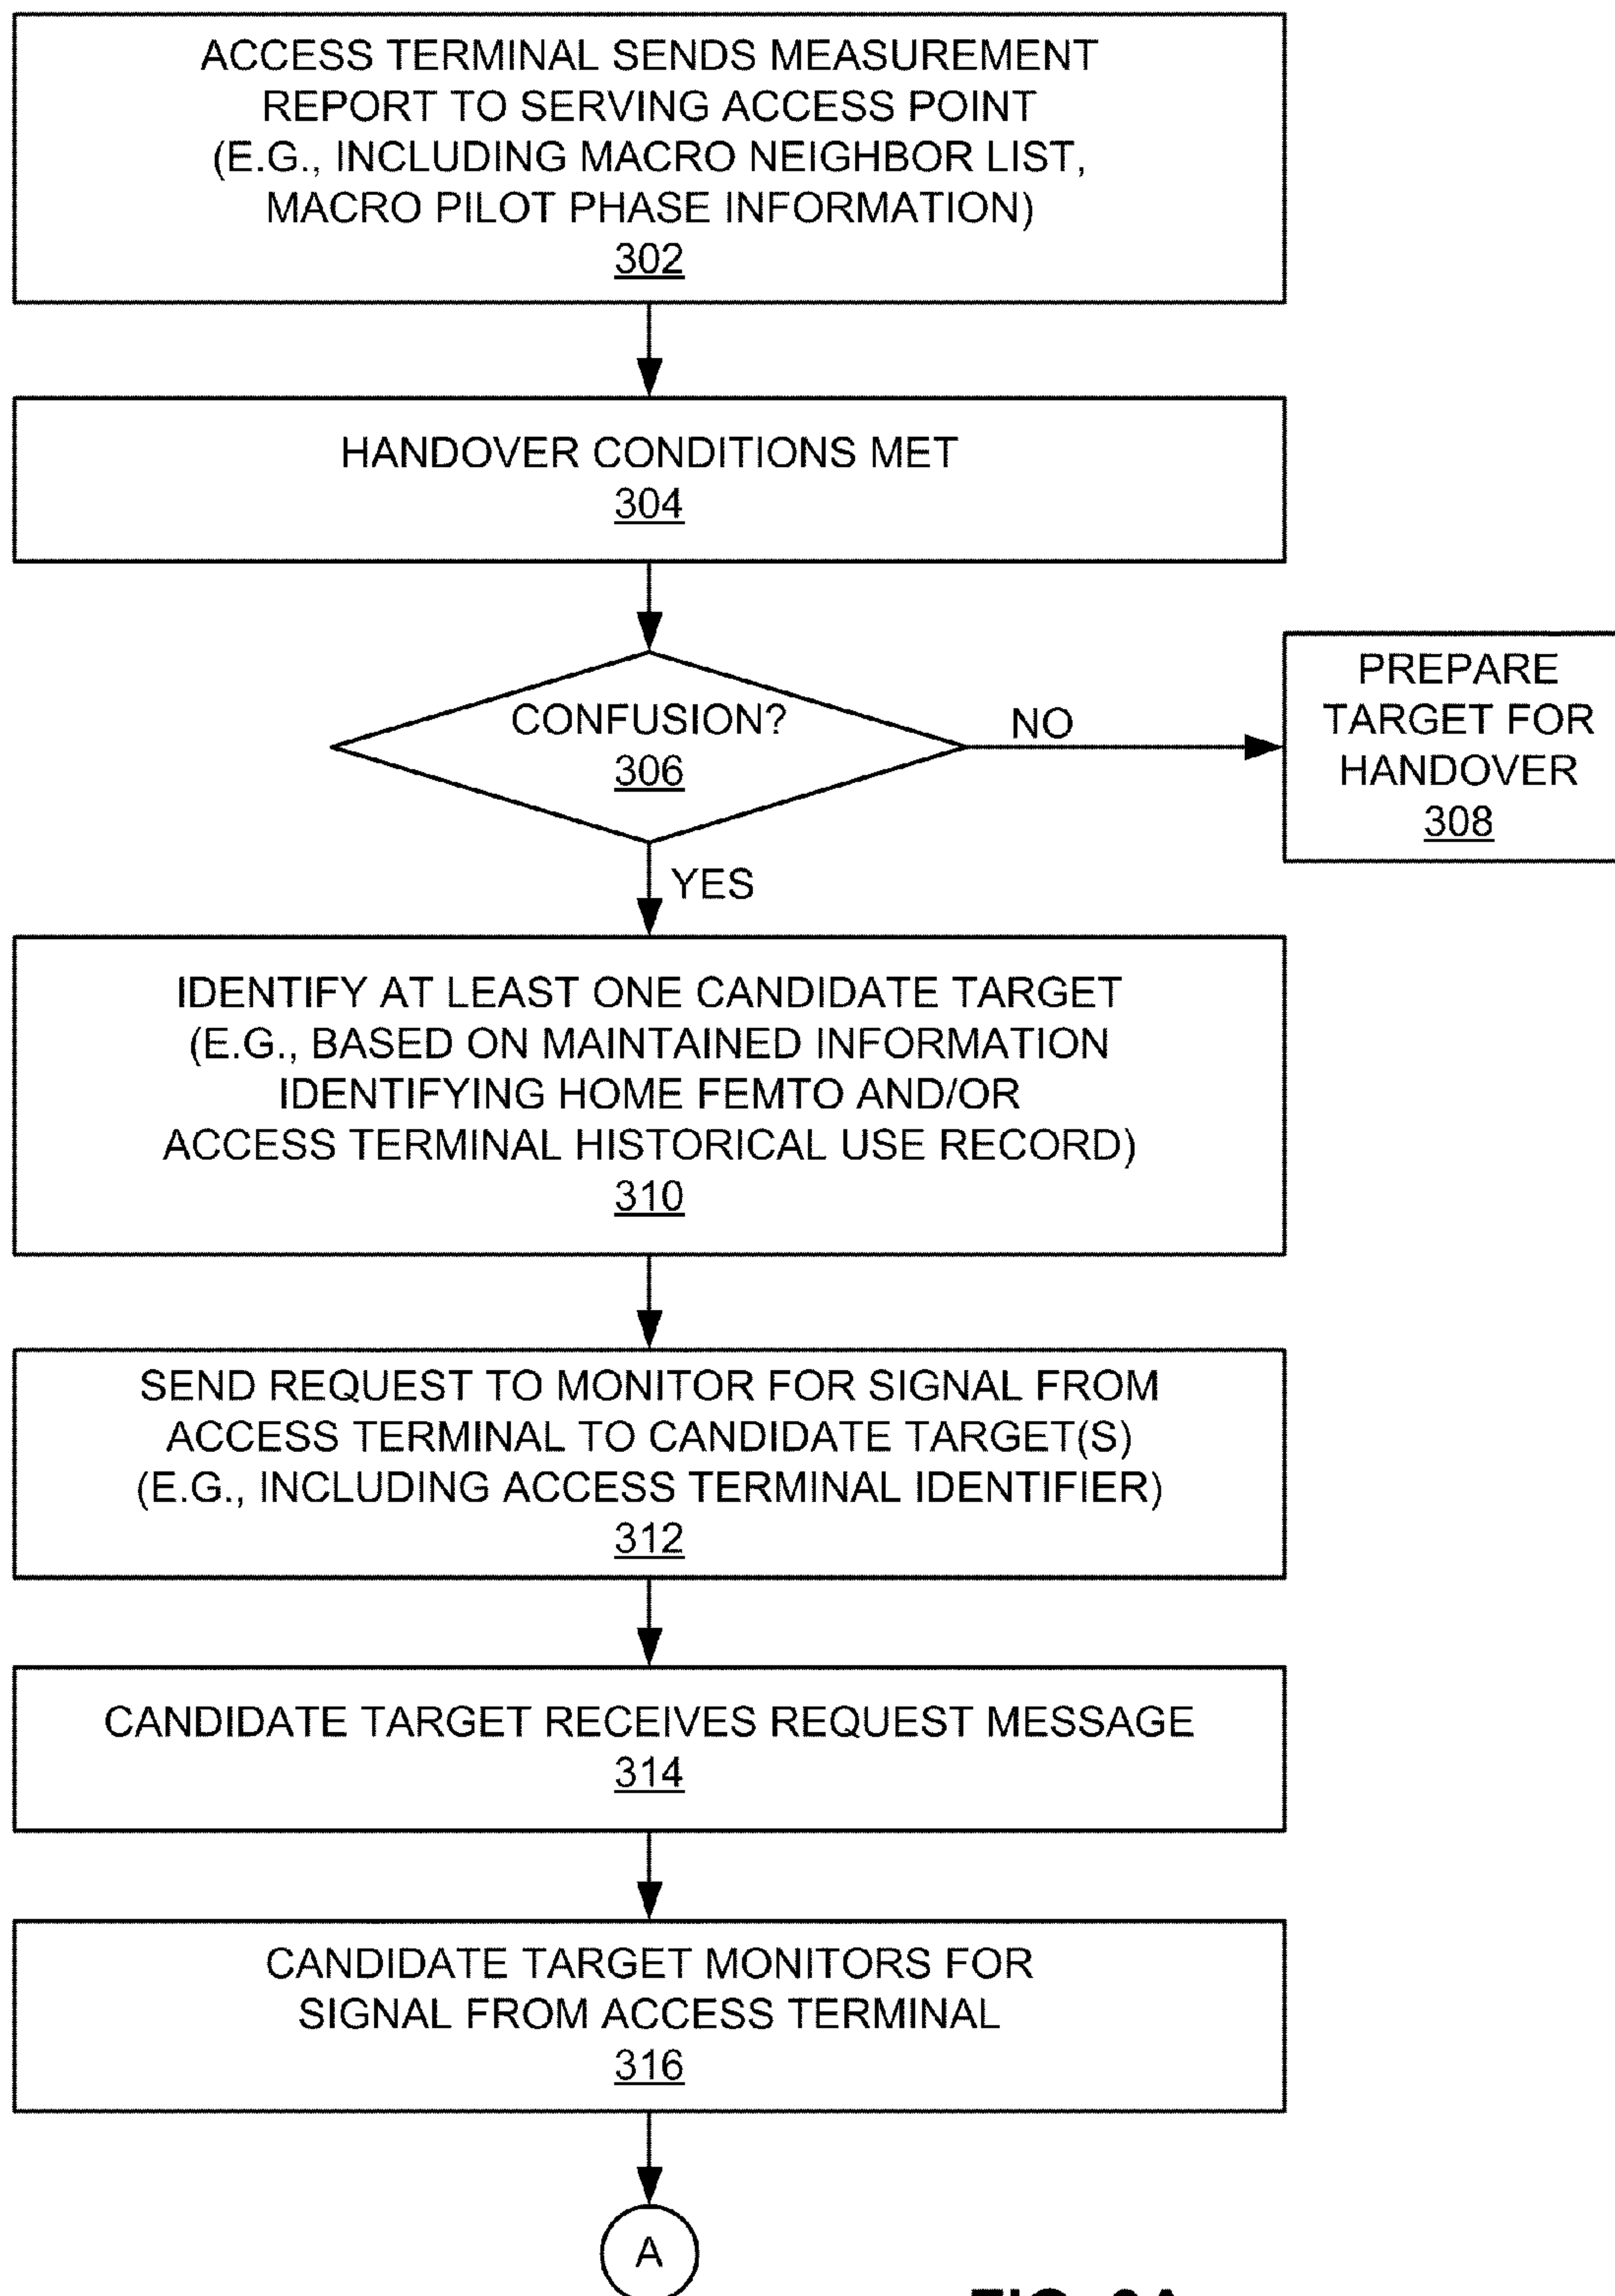 ACCESS TERMINAL SENDS MEASUREMENT
REPORT TO SERVING ACCESS POINT
(E.G., INCLUDING MACRO NEIGHBOR LIST,
MACRO PILOT PHASE INFORMATION)
302
HANDOVER CONDITIONS MET
304
CONFUSION?
306
NO
PREPARE
TARGET FOR
HANDOVER
308
YES
IDENTIFY AT LEAST ONE CANDIDATE TARGET
(E.G., BASED ON MAINTAINED INFORMATION
IDENTIFYING HOME FEMTO AND/OR
ACCESS TERMINAL HISTORICAL USE RECORD)
310
SEND REQUEST TO MONITOR FOR SIGNAL FROM
ACCESS TERMINAL TO CANDIDATE TARGET(S)
(E.G., INCLUDING ACCESS TERMINAL IDENTIFIER)
312
CANDIDATE TARGET RECEIVES REQUEST MESSAGE
314
CANDIDATE TARGET MONITORS FOR
SIGNAL FROM ACCESS TERMINAL
316
A